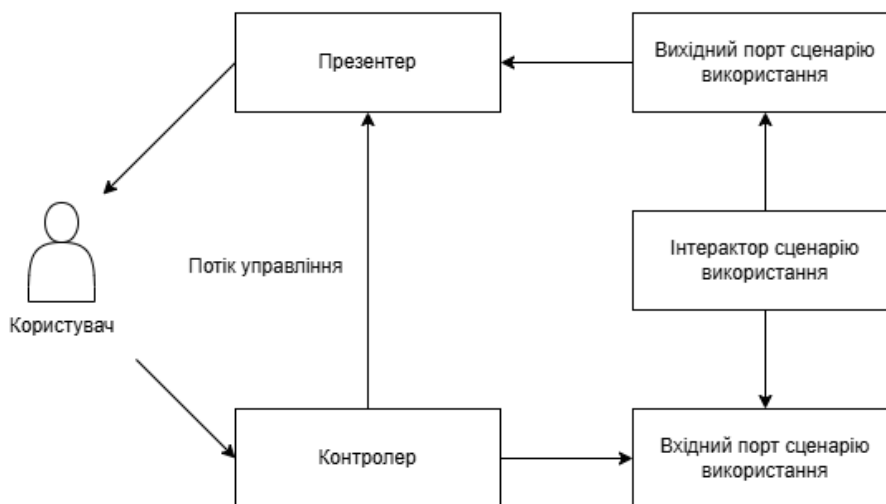 Презентер
Вихідний порт сценарію
використання
Потік управління
Інтерактор сценарію
використання
Користувач
Контролер
Вхідний порт сценарію
використання